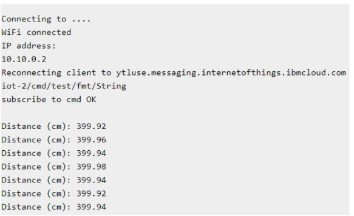 Connecting to ....
WiFi connected
IP address:
10.10.0.2
Reconnecting client to ytluse.messaging.internetofthings.ibmcloud.com
iot-2/cmd/test/fmt/String
subscribe to cmd OK
Distance (cm): 399.92
Distance (cm): 399.96
Distance (cm): 399.94
Distance (cm): 399.98
Distance (cm): 399.94
Distance (cm): 399.92
Distance (cm): 399.94